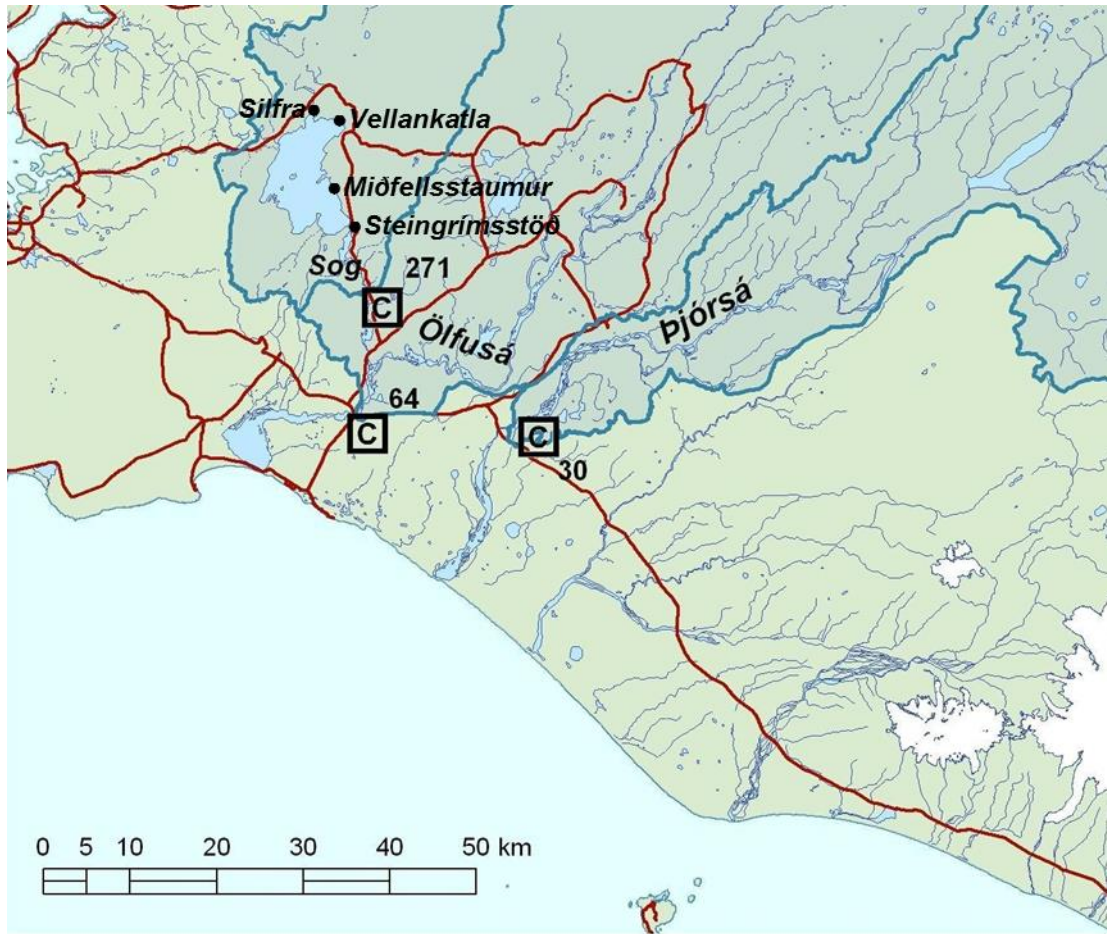 Silfra
Vellankatla
Miðfellsstaumur
Steingrímsstöð
Sog
271
C
Ölfusá
Þjórsá
64
C
C
30
0 5 10 20 30 40 50 km